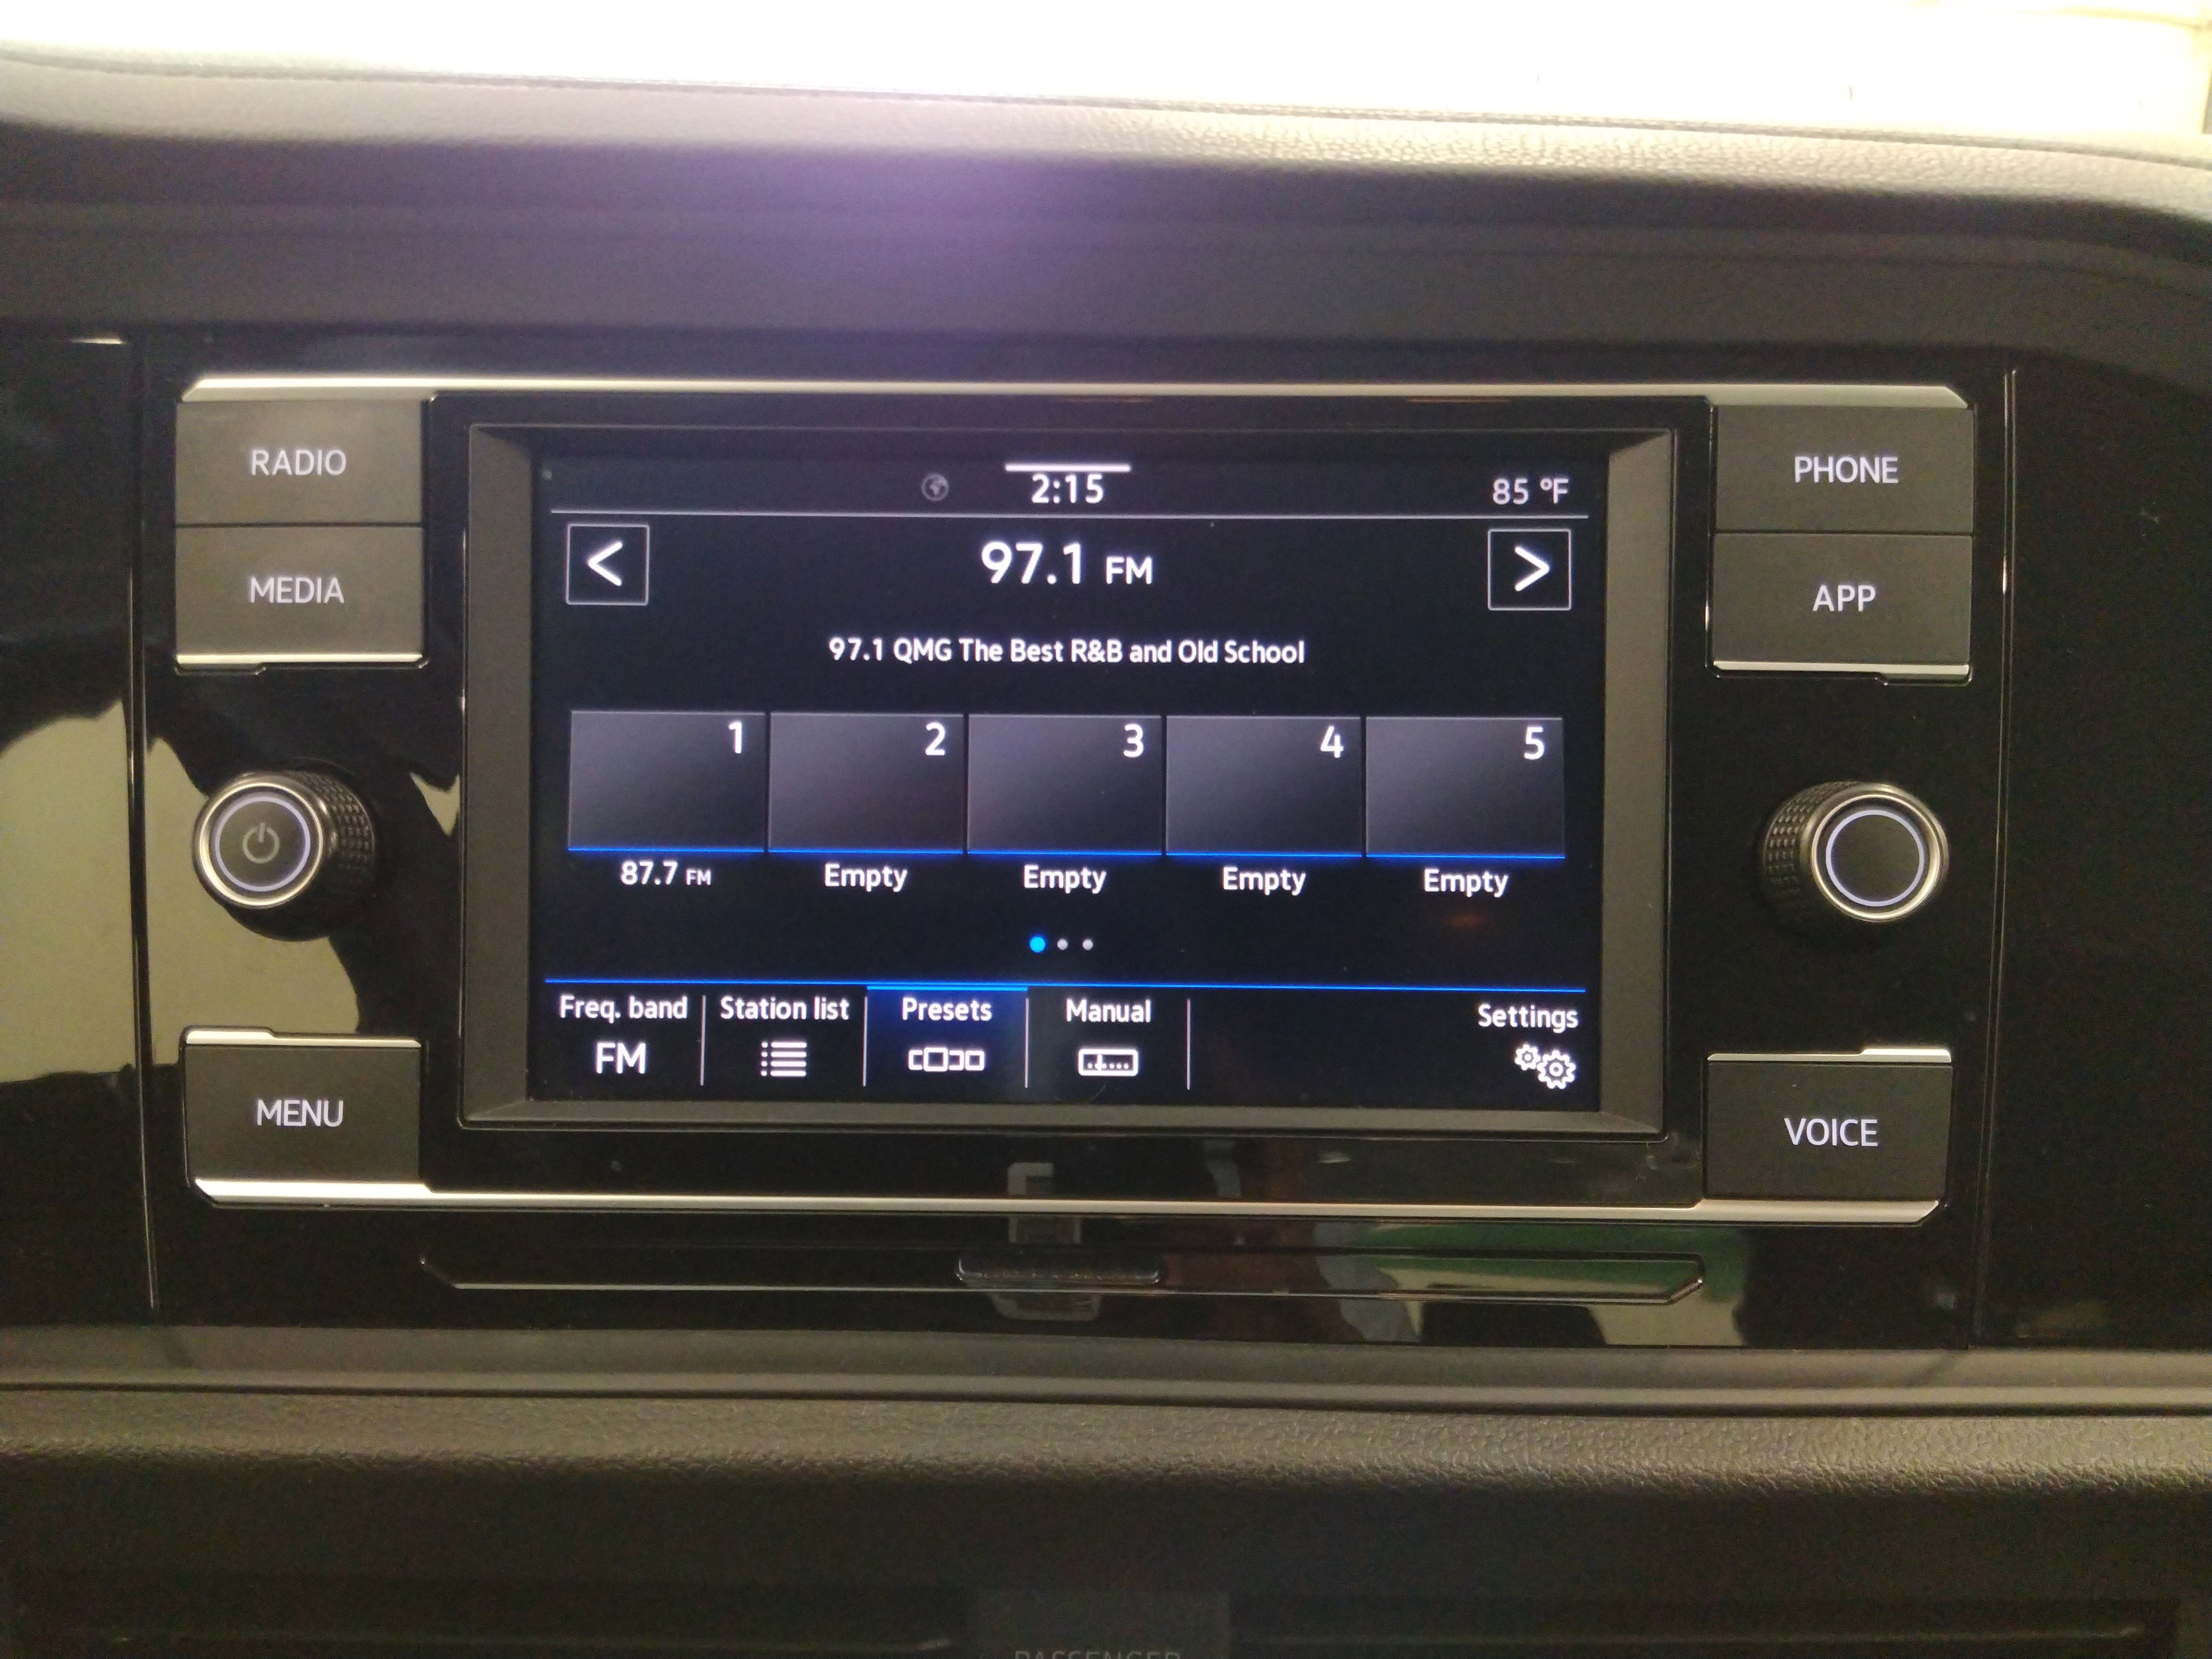 RADIO
MEDIA
MENU
PHONE
APP
VOICE
2:15
85 °F
<
97.1 FM
>
97.1 QMG The Best R&B and Old School
1 2 3 4 5
87.7 FM Empty Empty Empty Empty
Freq. band Station list Presets Manual Settings
FM
PASSENGER